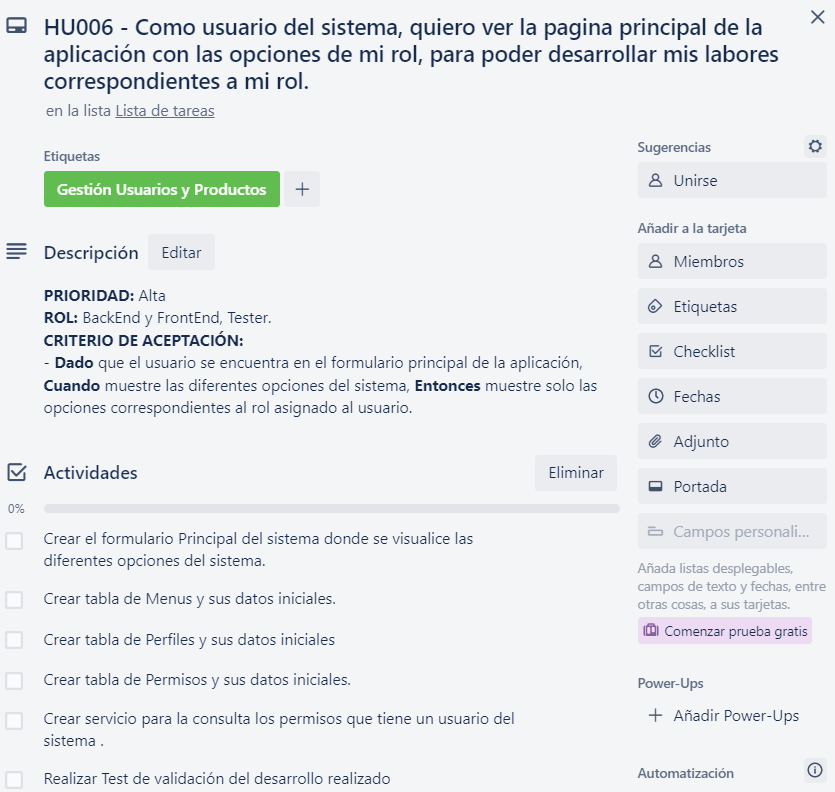 HU006 - Como usuario del sistema, quiero ver la pagina principal de la
aplicación con las opciones de mi rol, para poder desarrollar mis labores
correspondientes a mi rol.
en la lista Lista de tareas
Etiquetas
Gestión Usuarios y Productos
Descripción Editar
PRIORIDAD: Alta
ROL: BackEnd y FrontEnd, Tester.
CRITERIO DE ACEPTACIÓN:
- Dado que el usuario se encuentra en el formulario principal de la aplicación,
Cuando muestre las diferentes opciones del sistema, Entonces muestre solo las
opciones correspondientes al rol asignado al usuario.
Actividades Eliminar
0%
Crear el formulario Principal del sistema donde se visualice las
diferentes opciones del sistema.
Crear tabla de Menus y sus datos iniciales.
Crear tabla de Perfiles y sus datos iniciales
Crear tabla de Permisos y sus datos iniciales.
Crear servicio para la consulta los permisos que tiene un usuario del
sistema .
Realizar Test de validación del desarrollo realizado
Sugerencias
Unirse
Añadir a la tarjeta
Miembros
Etiquetas
Checklist
Fechas
Adjunto
Portada
Campos personali...
Añada listas desplegables,
campos de texto y fechas, entre
otras cosas, a sus tarjetas.
Comenzar prueba gratis
Power-Ups
+ Añadir Power-Ups
Automatización